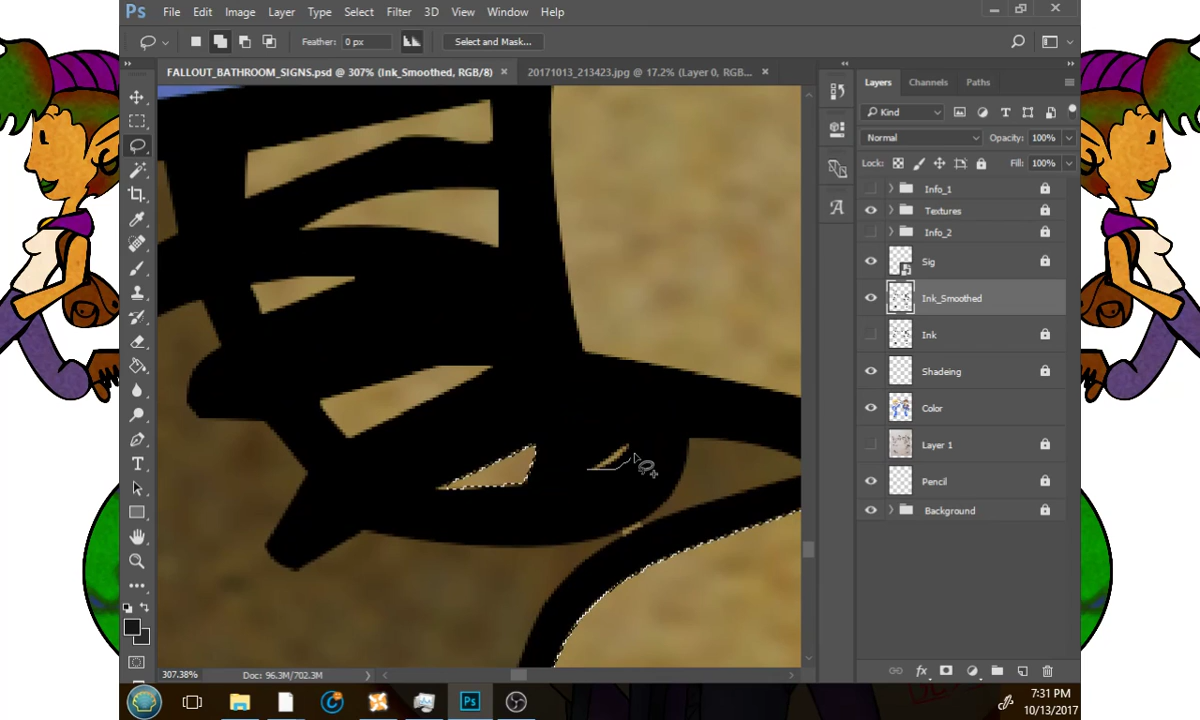 Ps File Edit Image Layer Type Select Filter 3D View Window Help
Feather: 0 px Select and Mask...
FALLOUT_BATHROOM_SIGNS.psd @ 307% (Ink_Smoothed, RGB/8) × 20171013_213423.jpg @ 17.2% (Layer 0, RGB... ×
Layers Channels Paths
Kind
Normal Opacity: 100%
Lock: Fill: 100%
Info_1
Textures
Info_2
Sig
Ink_Smoothed
Ink
Shadeing
Color
Layer 1
Pencil
Background
307.38% Doc: 96.3M/702.3M
fx
Ps
7:31 PM
10/13/2017